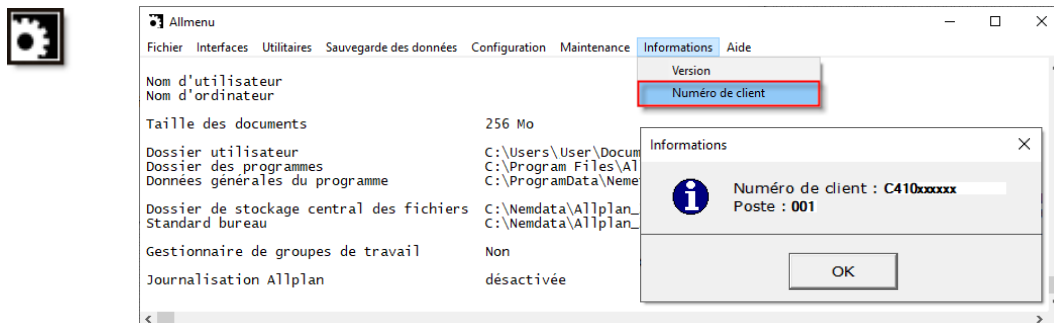 Allmenu
Fichier Interfaces Utilitaires Sauvegarde des données Configuration Maintenance Informations Aide
Version
Numéro de client
Nom d'utilisateur
Nom d'ordinateur
Taille des documents 256 Mo
Dossier utilisateur C:\Users\User\Docum
Dossier des programmes C:\Program Files\Al
Données générales du programme C:\ProgramData\Neme
Dossier de stockage central des fichiers C:\Nemdata\Allplan_
Standard bureau C:\Nemdata\Allplan_
Gestionnaire de groupes de travail Non
Journalisation Allplan désactivée
Informations
Numéro de client : C410xxxxxx
Poste : 001
OK